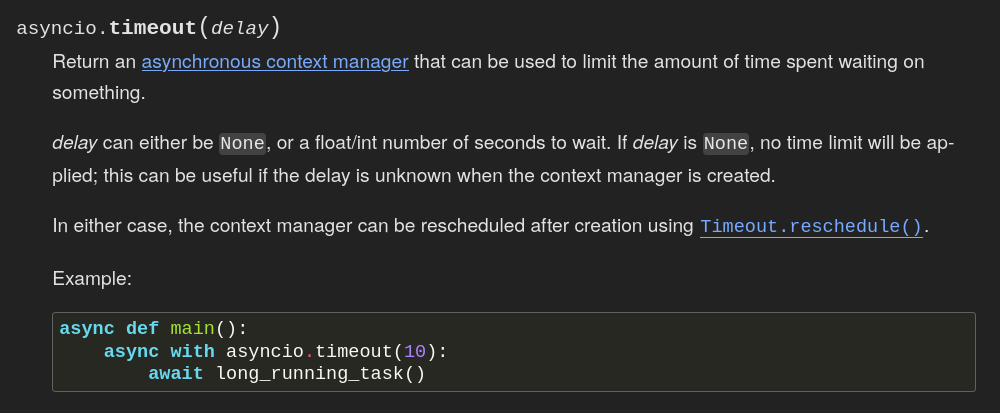 asyncio.timeout(delay)
Return an asynchronous context manager that can be used to limit the amount of time spent waiting on
something.
delay can either be None, or a float/int number of seconds to wait. If delay is None, no time limit will be ap-
plied; this can be useful if the delay is unknown when the context manager is created.
In either case, the context manager can be rescheduled after creation using Timeout.reschedule().
Example:
async def main():
    async with asyncio.timeout(10):
        await long_running_task()